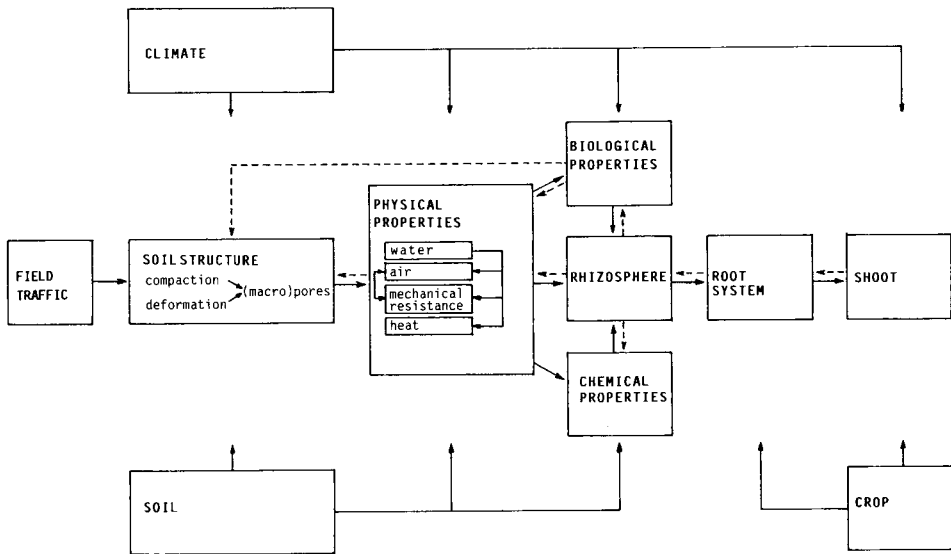 CLIMATE
BIOLOGICAL
PROPERTIES
PHYSICAL
PROPERTIES
water
air
mechanical
resistance
heat
FIELD
TRAFFIC
SOIL STRUCTURE
compaction
deformation
(macro)pores
RHIZOSPHERE
ROOT
SYSTEM
SHOOT
CHEMICAL
PROPERTIES
SOIL
CROP